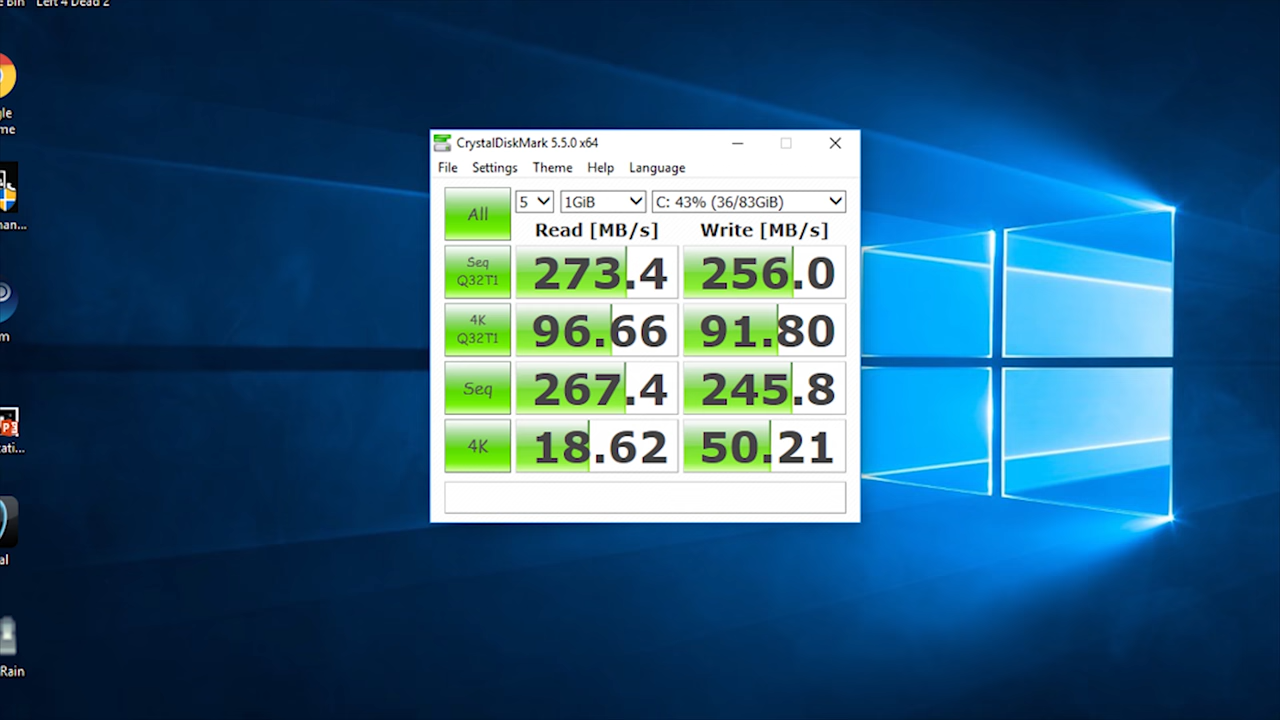 Left 4 Dead 2
CrystalDiskMark 5.5.0 x64
File Settings Theme Help Language
All 5 1GiB C: 43% (36/83GiB)
Read [MB/s] Write [MB/s]
Seq
Q32T1 273.4 256.0
4K
Q32T1 96.66 91.80
Seq 267.4 245.8
4K 18.62 50.21
Rain